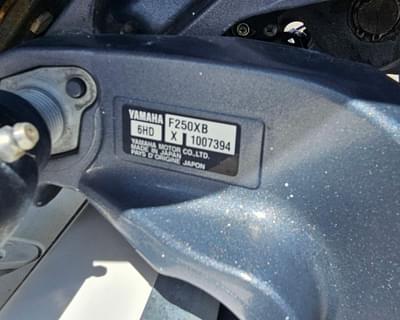 YAMAHA F250XB
6HD X 1007394
YAMAHA MOTOR CO.,LTD.
MADE IN JAPAN
PAYS D'ORIGINE JAPON